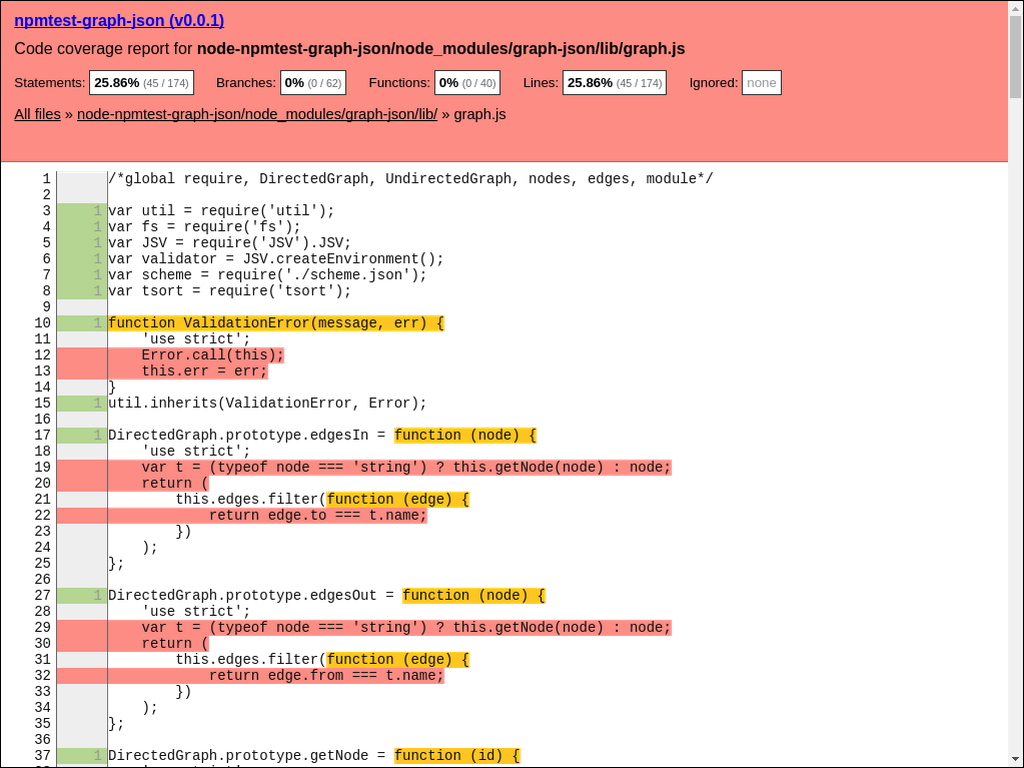 npmtest-graph-json (v0.0.1)
Code coverage report for node-npmtest-graph-json/node_modules/graph-json/lib/graph.js
Statements: 25.86% (45 / 174) Branches: 0% (0 / 62) Functions: 0% (0 / 40) Lines: 25.86% (45 / 174) Ignored: none
All files » node-npmtest-graph-json/node_modules/graph-json/lib/ » graph.js
1 /*global require, DirectedGraph, UndirectedGraph, nodes, edges, module*/
2
3 1 var util = require('util');
4 1 var fs = require('fs');
5 1 var JSV = require('JSV').JSV;
6 1 var validator = JSV.createEnvironment();
7 1 var scheme = require('./scheme.json');
8 1 var tsort = require('tsort');
9
10 1 function ValidationError(message, err) {
11     'use strict';
12     Error.call(this);
13     this.err = err;
14 }
15 1 util.inherits(ValidationError, Error);
16
17 1 DirectedGraph.prototype.edgesIn = function (node) {
18     'use strict';
19     var t = (typeof node === 'string') ? this.getNode(node) : node;
20     return (
21         this.edges.filter(function (edge) {
22             return edge.to === t.name;
23         })
24     );
25 };
26
27 1 DirectedGraph.prototype.edgesOut = function (node) {
28     'use strict';
29     var t = (typeof node === 'string') ? this.getNode(node) : node;
30     return (
31         this.edges.filter(function (edge) {
32             return edge.from === t.name;
33         })
34     );
35 };
36
37 1 DirectedGraph.prototype.getNode = function (id) {